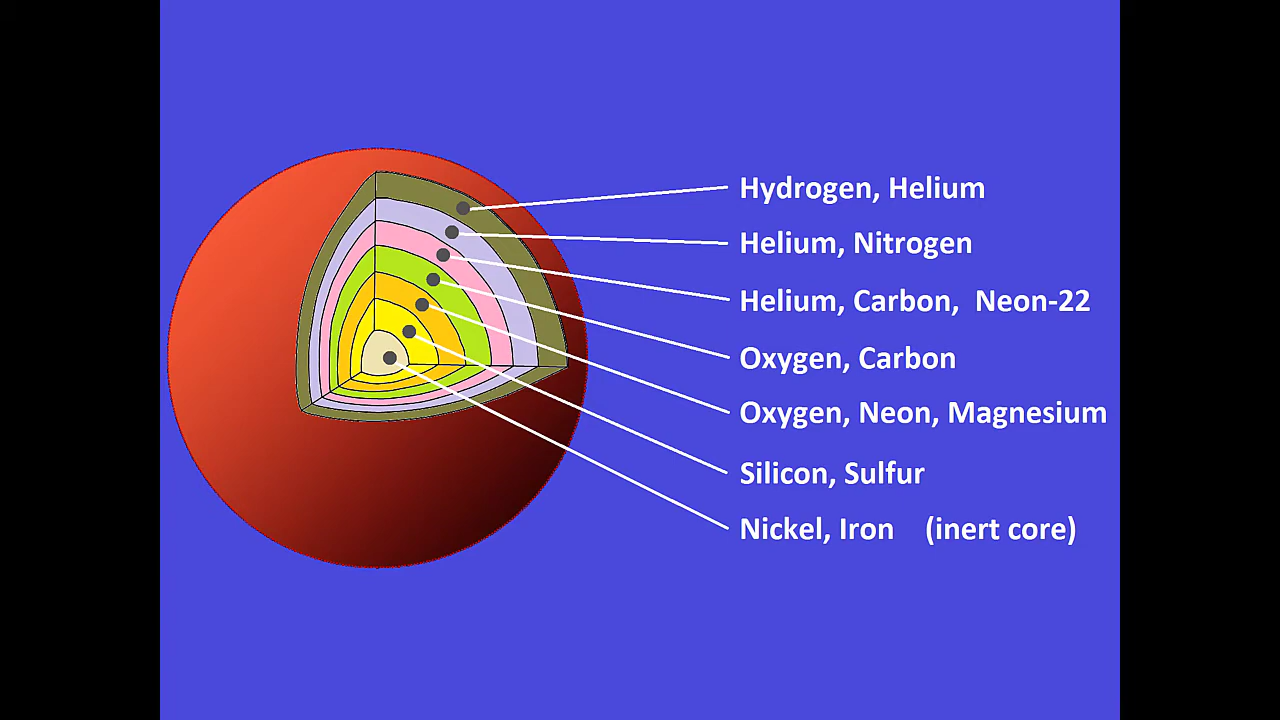 Hydrogen, Helium
Helium, Nitrogen
Helium, Carbon,  Neon-22
Oxygen, Carbon
Oxygen, Neon, Magnesium
Silicon, Sulfur
Nickel, Iron    (inert core)